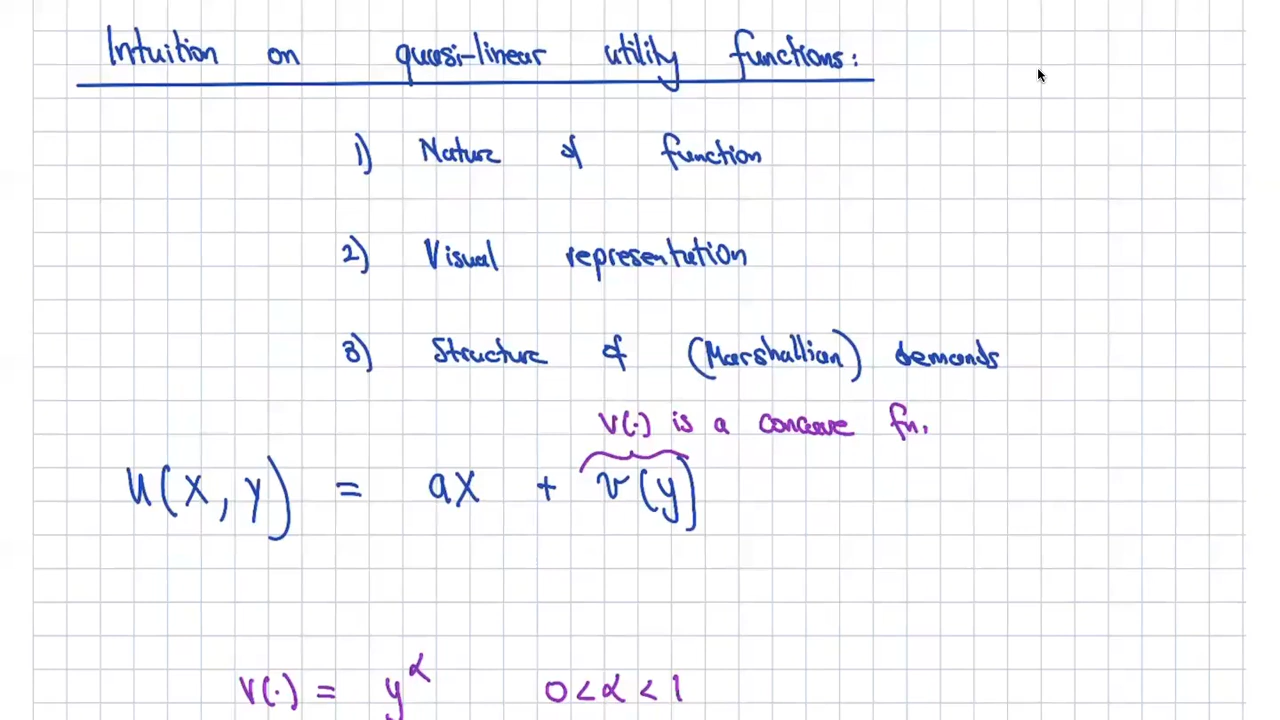 Intuition on quasi-linear utility functions:
1) Nature of function
2) Visual representation
3) Structure of (Marshallian) demands
v(·) is a concave fn.
u(x, y) = ax + v(y)
v(·) = y^α 0 < α < 1